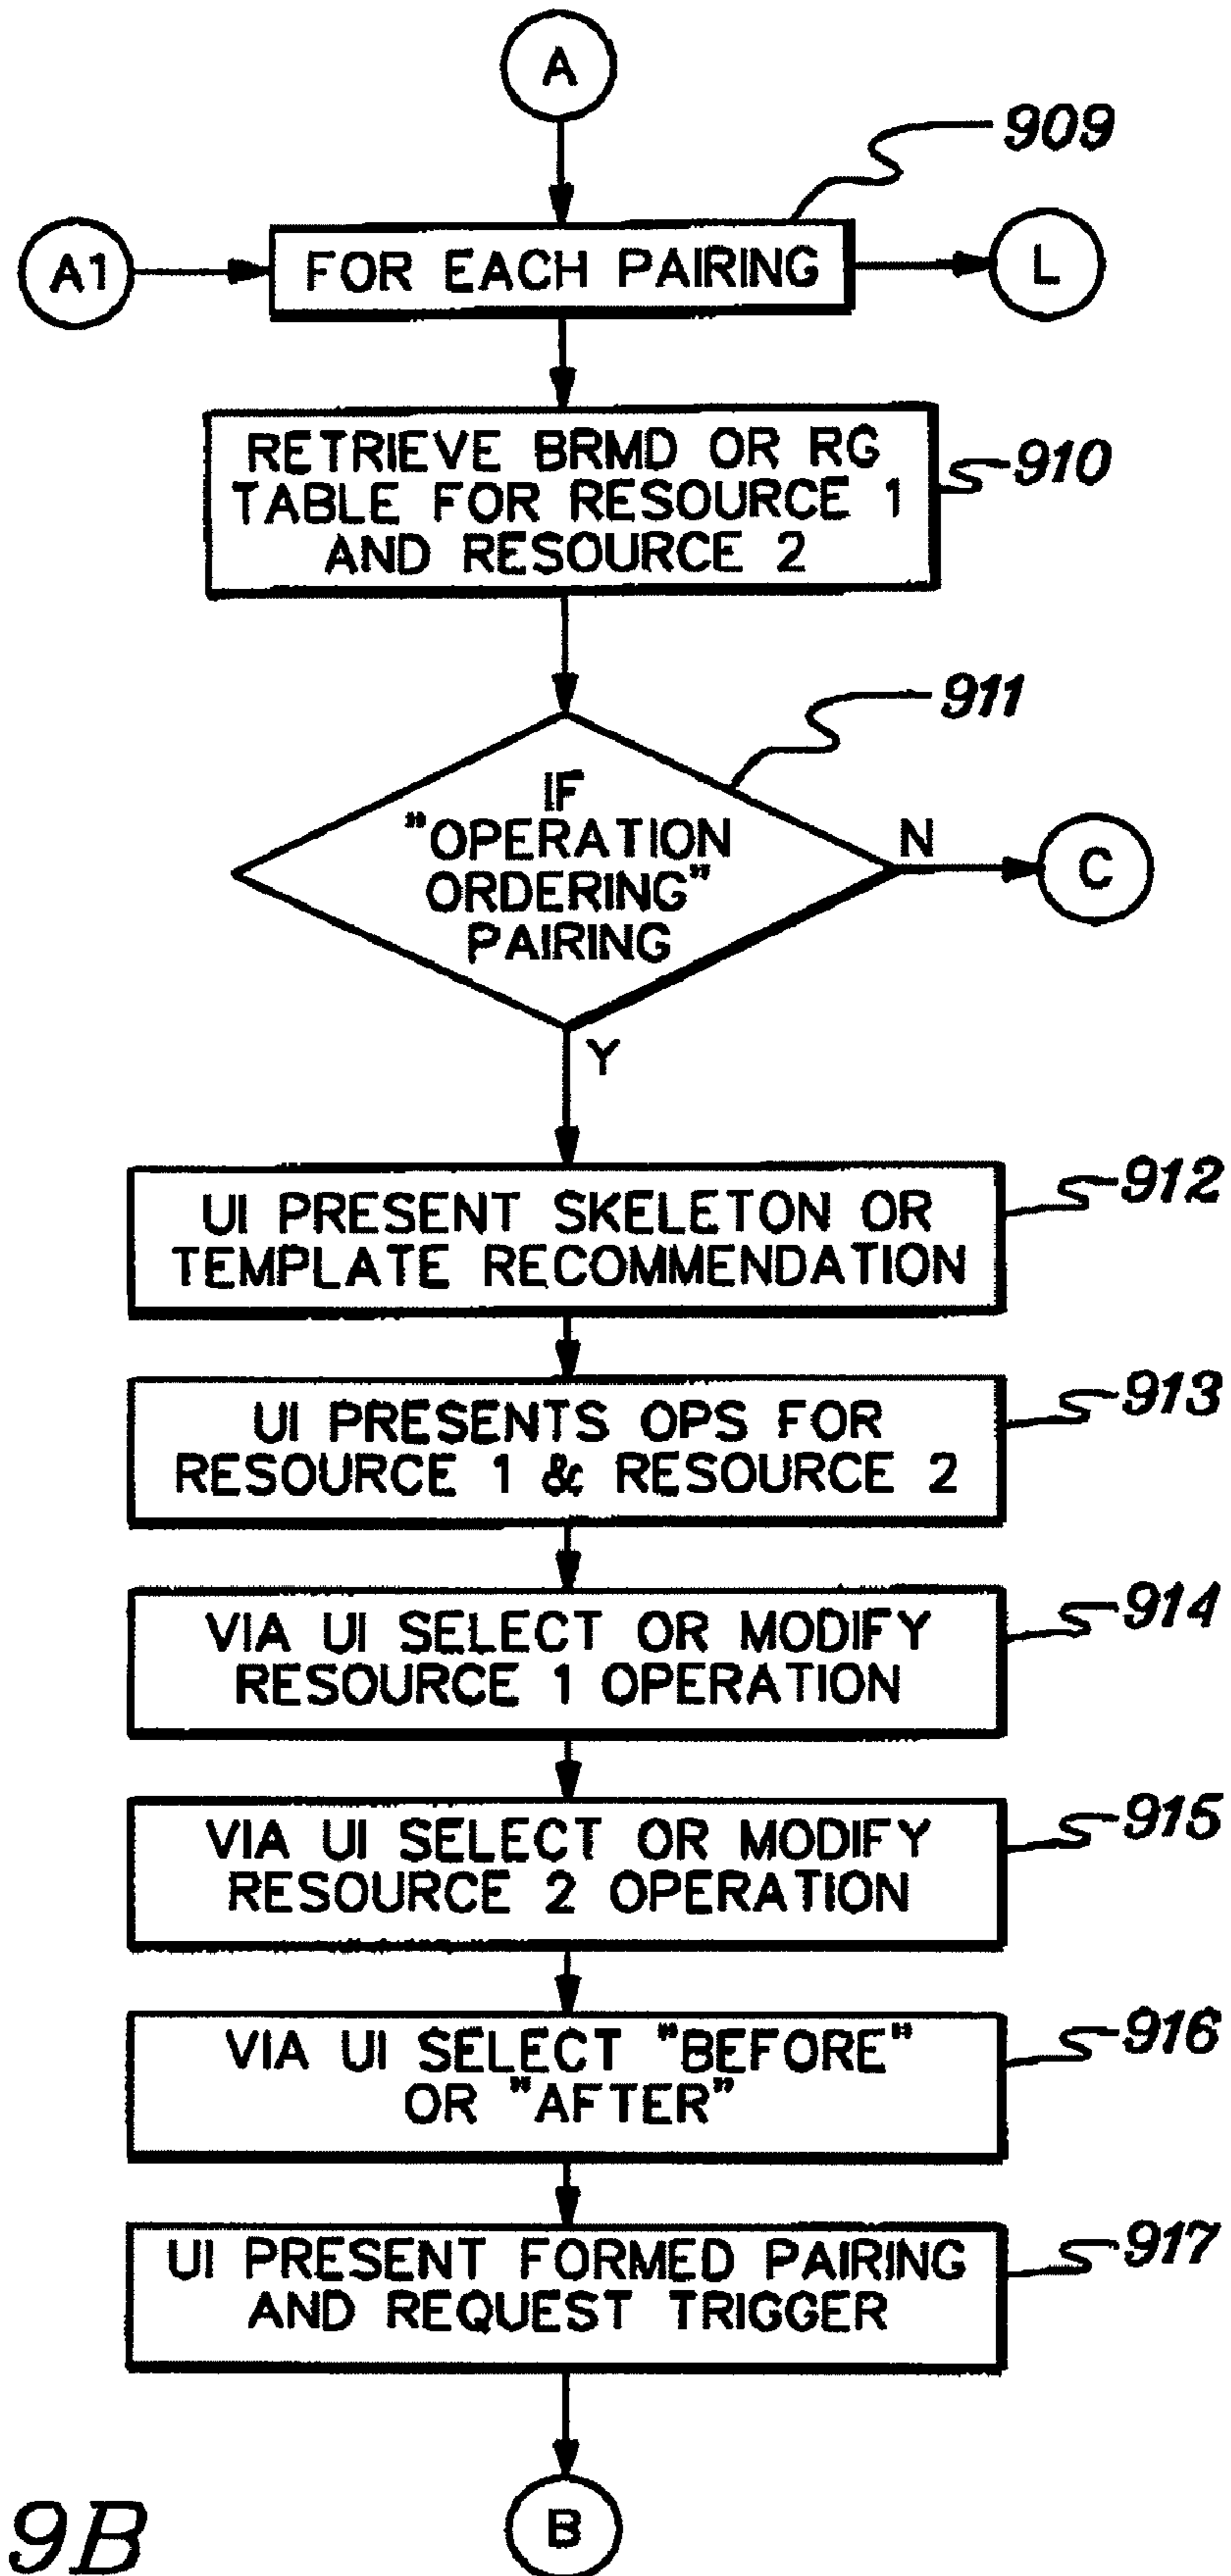 A
909
A1
FOR EACH PAIRING
L
RETRIEVE BRMD OR RG
TABLE FOR RESOURCE 1
AND RESOURCE 2
910
911
IF
"OPERATION
ORDERING"
PAIRING
N
C
Y
UI PRESENT SKELETON OR
TEMPLATE RECOMMENDATION
912
UI PRESENTS OPS FOR
RESOURCE 1 & RESOURCE 2
913
VIA UI SELECT OR MODIFY
RESOURCE 1 OPERATION
914
VIA UI SELECT OR MODIFY
RESOURCE 2 OPERATION
915
VIA UI SELECT "BEFORE"
OR "AFTER"
916
UI PRESENT FORMED PAIRING
AND REQUEST TRIGGER
917
B
9B